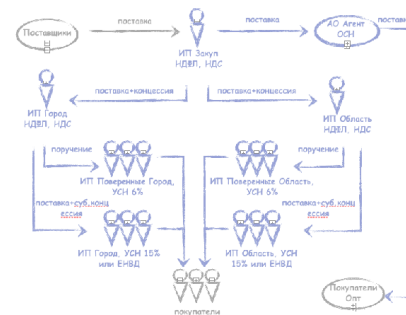 поставка
поставка
поставк
Поставщики
АО Агент
ОСН
ИП Закуп
НДФЛ, НДС
поставка+концессия
поставка+концессия
ИП Город
НДФЛ, НДС
ИП Область
НДФЛ, НДС
поручение
поручение
ИП Поверенные Город,
УСН 6%
ИП Поверенные Область,
УСН 6%
поставка+суб.конц
ессия
поставка+суб.конц
ессия
ИП Город, УСН 15%
или ЕНВД
ИП Область, УСН
15% или ЕНВД
покупатели
Покупатели
Опт